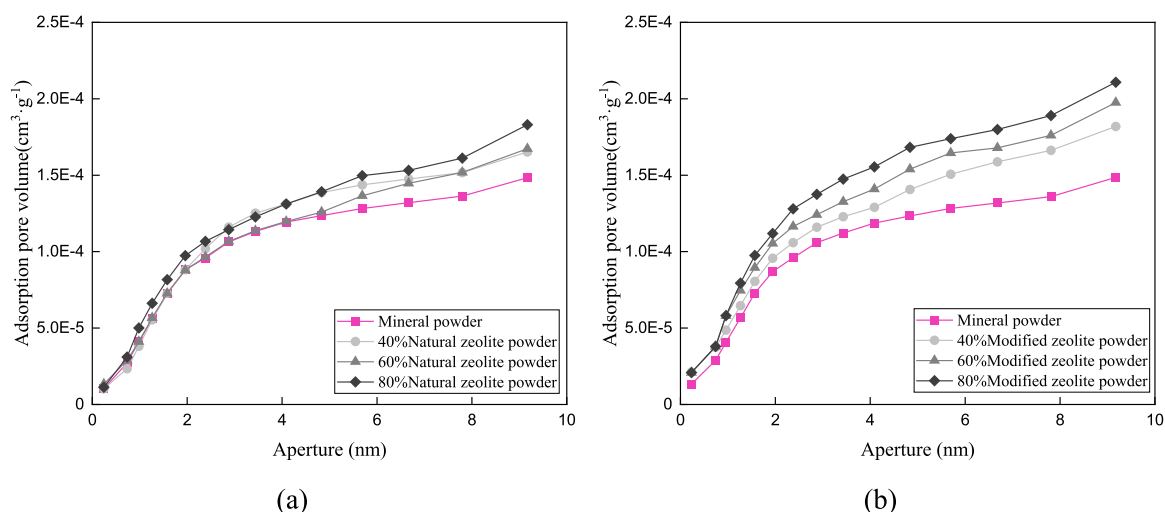 2.5E-4
2.0E-4
1.5E-4
1.0E-4
5.0E-5
0
Adsorption pore volume(cm³·g⁻¹)
Mineral powder
40%Natural zeolite powder
60%Natural zeolite powder
80%Natural zeolite powder
0 2 4 6 8 10
Aperture (nm)
(a)
2.5E-4
2.0E-4
1.5E-4
1.0E-4
5.0E-5
0
Adsorption pore volume(cm³·g⁻¹)
Mineral powder
40%Modified zeolite powder
60%Modified zeolite powder
80%Modified zeolite powder
0 2 4 6 8 10
Aperture (nm)
(b)